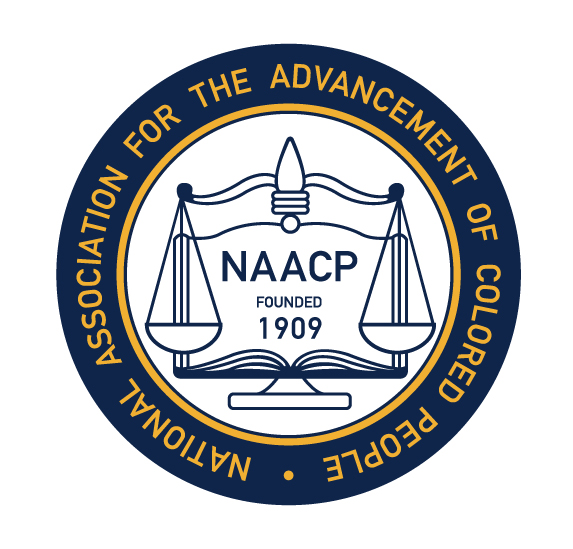 NATIONAL ASSOCIATION FOR THE ADVANCEMENT OF COLORED PEOPLE •
NAACP
FOUNDED
1909